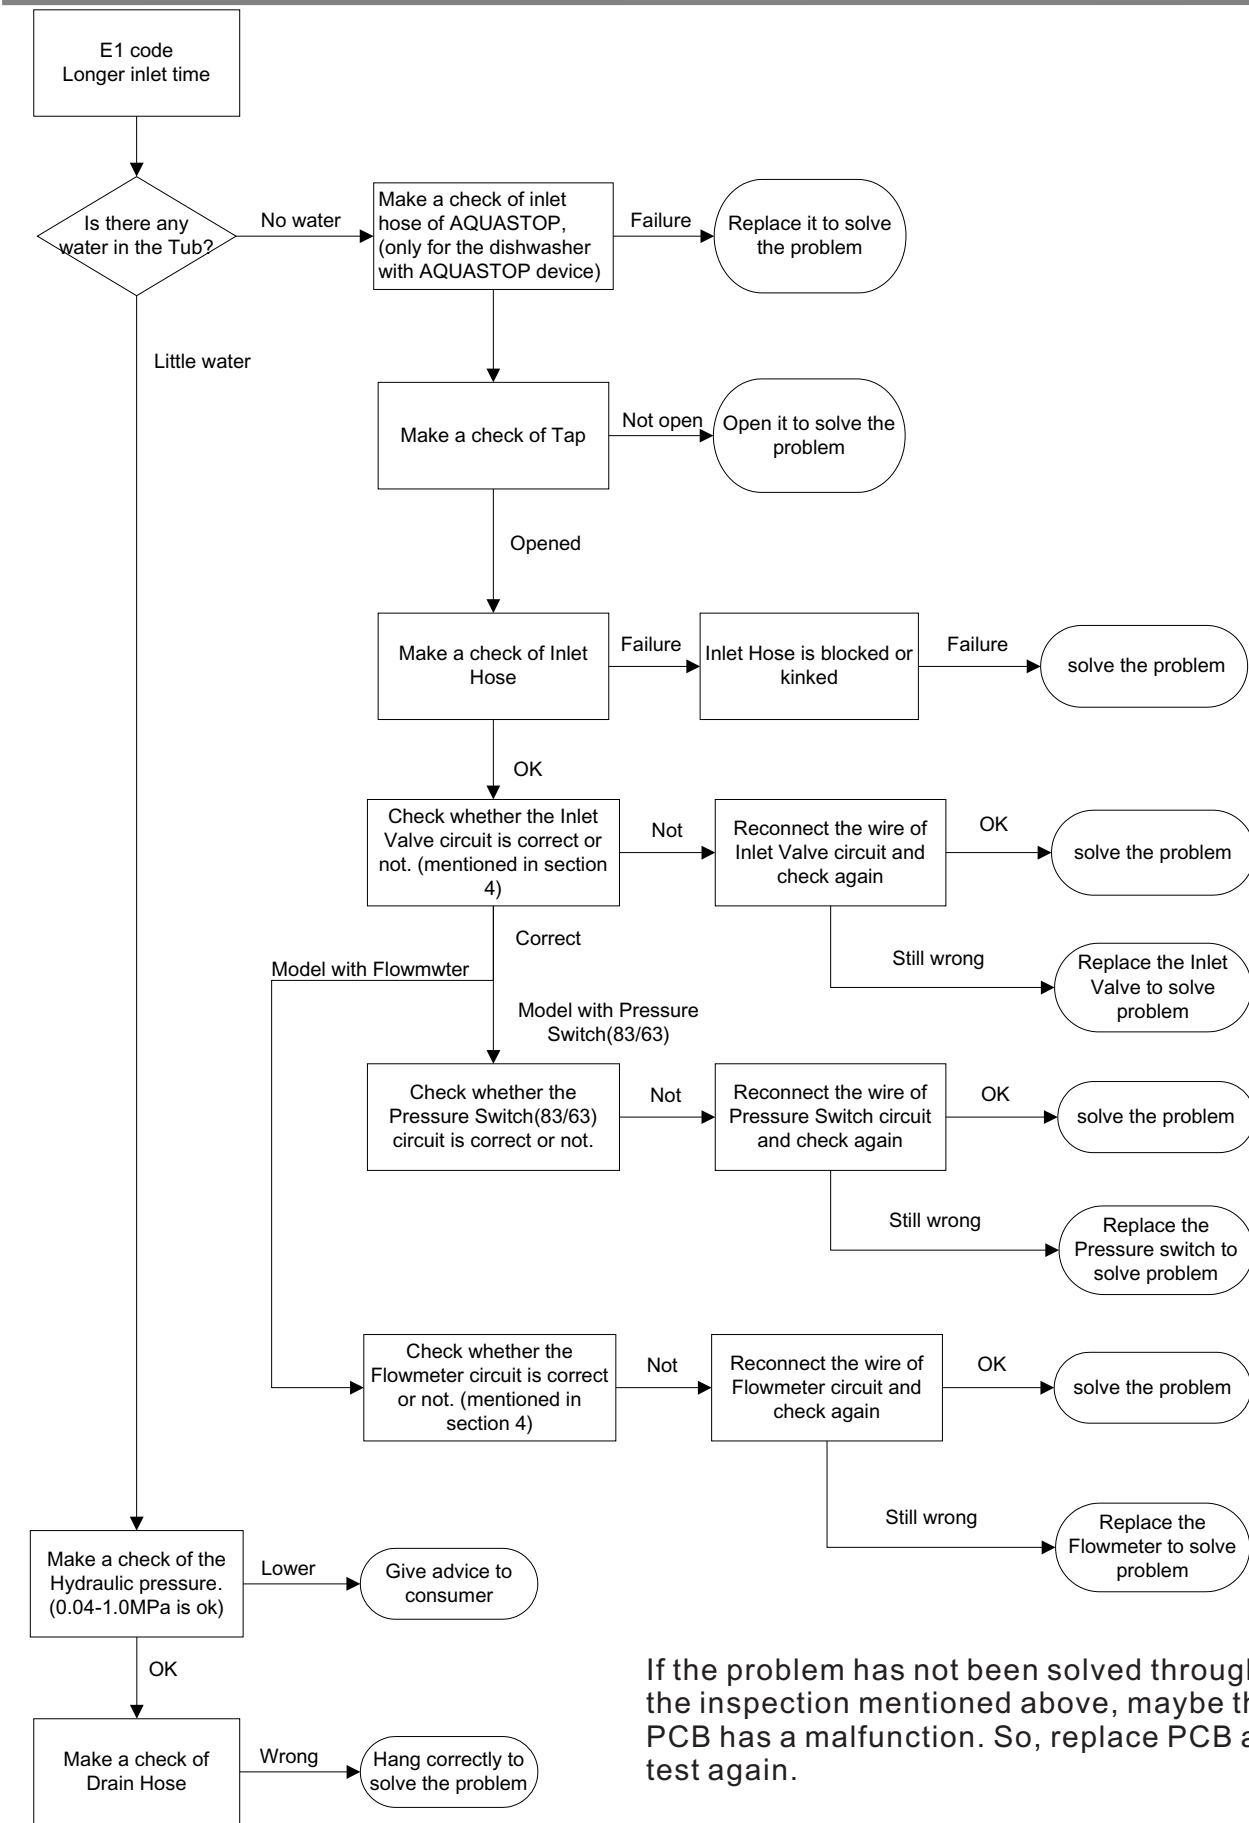 E1 code
Longer inlet time
Is there any
water in the Tub?
No water
Make a check of inlet
hose of AQUASTOP,
(only for the dishwasher
with AQUASTOP device)
Failure
Replace it to solve
the problem
Little water
Make a check of Tap
Not open
Open it to solve the
problem
Opened
Make a check of Inlet
Hose
Failure
Inlet Hose is blocked or
kinked
Failure
solve the problem
OK
Check whether the Inlet
Valve circuit is correct or
not. (mentioned in section
4)
Not
Reconnect the wire of
Inlet Valve circuit and
check again
OK
solve the problem
Correct
Still wrong
Replace the Inlet
Valve to solve
problem
Model with Flowmwter
Model with Pressure
Switch(83/63)
Check whether the
Pressure Switch(83/63)
circuit is correct or not.
Not
Reconnect the wire of
Pressure Switch circuit
and check again
OK
solve the problem
Still wrong
Replace the
Pressure switch to
solve problem
Check whether the
Flowmeter circuit is correct
or not. (mentioned in
section 4)
Not
Reconnect the wire of
Flowmeter circuit and
check again
OK
solve the problem
Still wrong
Replace the
Flowmeter to solve
problem
Make a check of the
Hydraulic pressure.
(0.04-1.0MPa is ok)
Lower
Give advice to
consumer
OK
Make a check of
Drain Hose
Wrong
Hang correctly to
solve the problem
If the problem has not been solved through
the inspection mentioned above, maybe
PCB has a malfunction. So, replace PCB
test again.